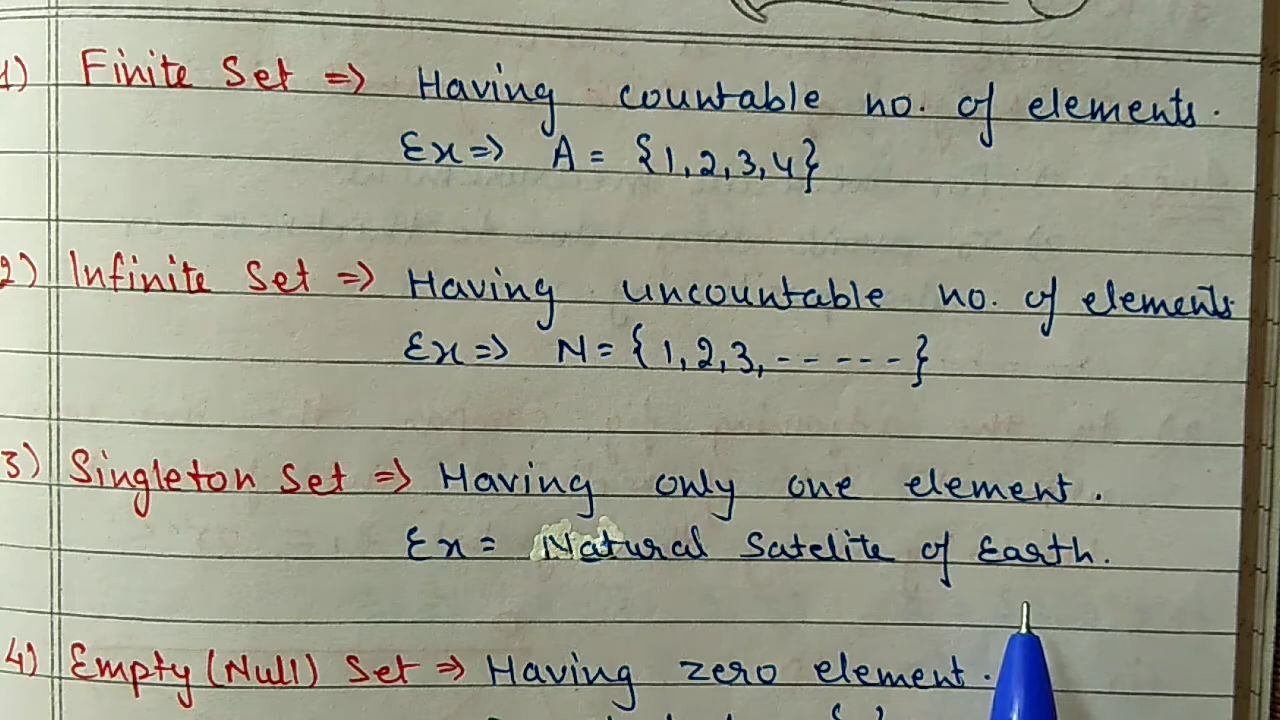 1) Finite Set ⇒ Having countable no. of elements.
Ex ⇒ A = {1,2,3,4}
2) Infinite Set ⇒ Having uncountable no. of elements
Ex ⇒ N = {1,2,3,------}
3) Singleton Set ⇒ Having only one element.
Ex = Natural Satelite of Earth.
4) Empty (Null) Set ⇒ Having zero element.